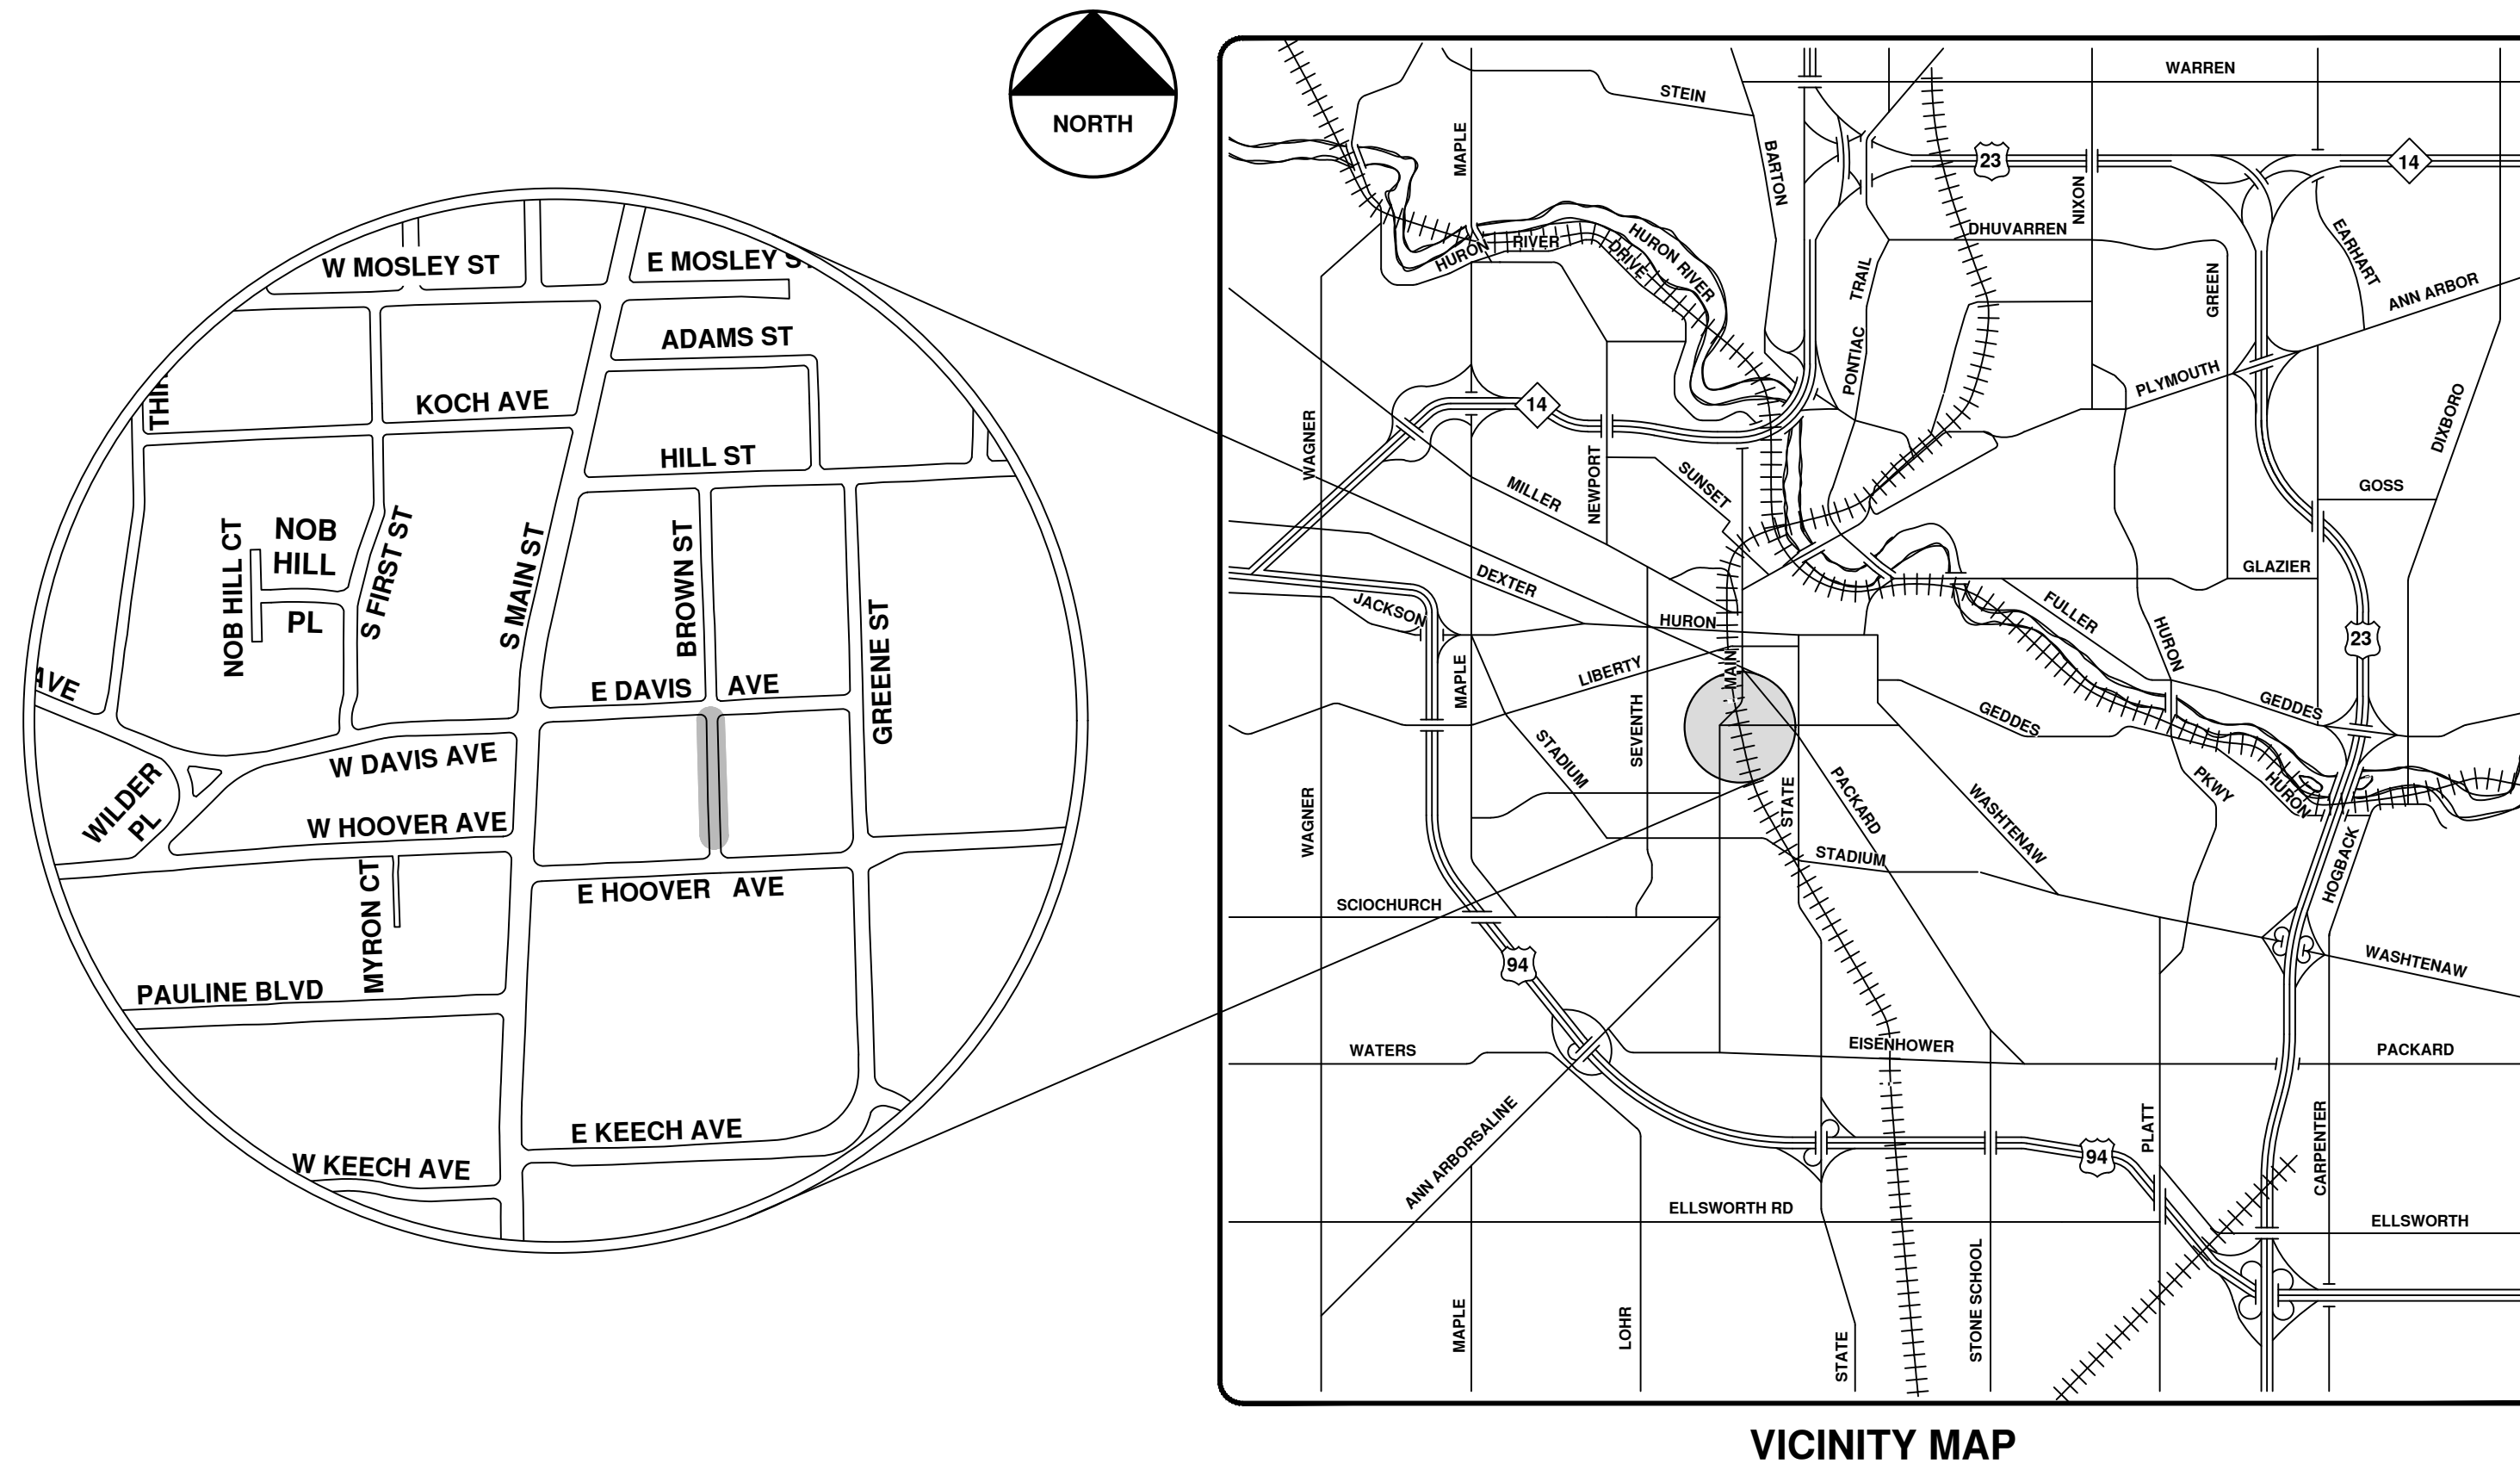 NORTH
W MOSLEY ST
E MOSLEY ST
ADAMS ST
KOCH AVE
HILL ST
NOB HILL CT
NOB
HILL
PL
S FIRST ST
S MAIN ST
BROWN ST
GREENE ST
AVE
E DAVIS AVE
W DAVIS AVE
WILDER
PL
W HOOVER AVE
E HOOVER AVE
MYRON CT
PAULINE BLVD
E KEECH AVE
W KEECH AVE
WARREN
STEIN
MAPLE
BARTON
23
14
NIXON
DHUVARREN
HURON RIVER
HURON
RIVER
DRIVE
EARHART
GREEN
ANN ARBOR
TRAIL
PONTIAC
PLYMOUTH
DIXBORO
14
WAGNER
NEWPORT
MILLER
SUNSET
GOSS
GLAZIER
DEXTER
JACKSON
HURON
FULLER
HURON
23
MAPLE
LIBERTY
MAIN
SEVENTH
STADIUM
GEDDES
GEDDES
PKWY
HURON
WAGNER
STATE
PACKARD
WASHTENAW
STADIUM
HOGBACK
SCIOCHURCH
94
WASHTENAW
WATERS
EISENHOWER
PACKARD
ANN ARBORSALINE
PLATT
CARPENTER
94
ELLSWORTH RD
ELLSWORTH
MAPLE
LOHR
STATE
STONE SCHOOL
VICINITY MAP